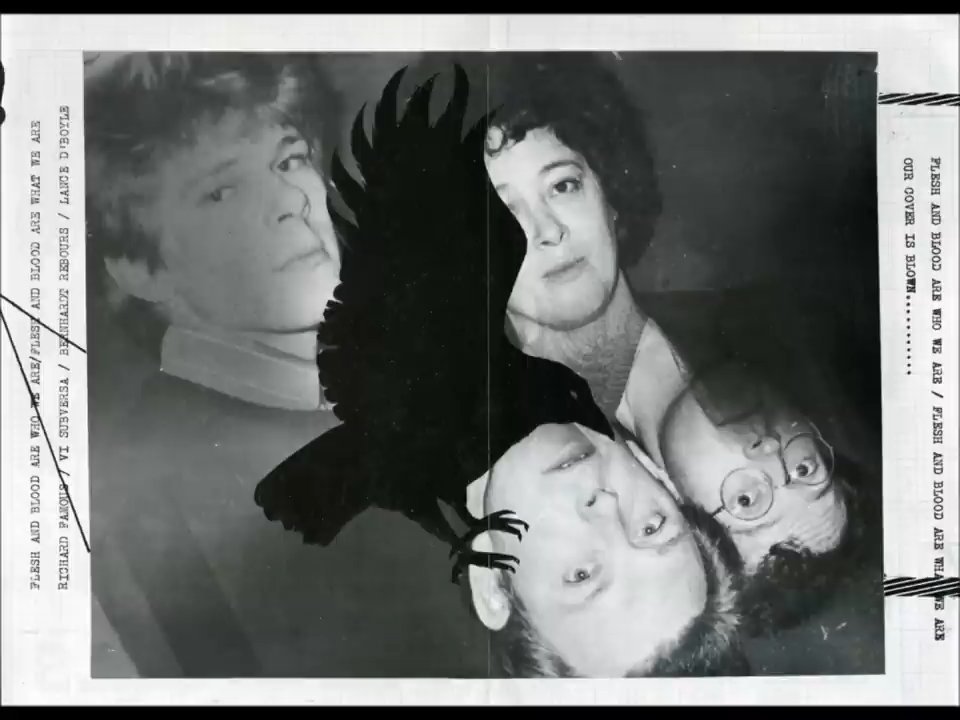 FLESH AND BLOOD ARE WHO WE ARE/FLESH AND BLOOD ARE WHAT WE ARE
RICHARD FAMOUS / VI SUBVERSA / BERNHARDT REBOURS / LANCE D'BOYLE
FLESH AND BLOOD ARE WHO WE ARE / FLESH AND BLOOD ARE WHAT WE ARE
OUR COVER IS BLOWN...........